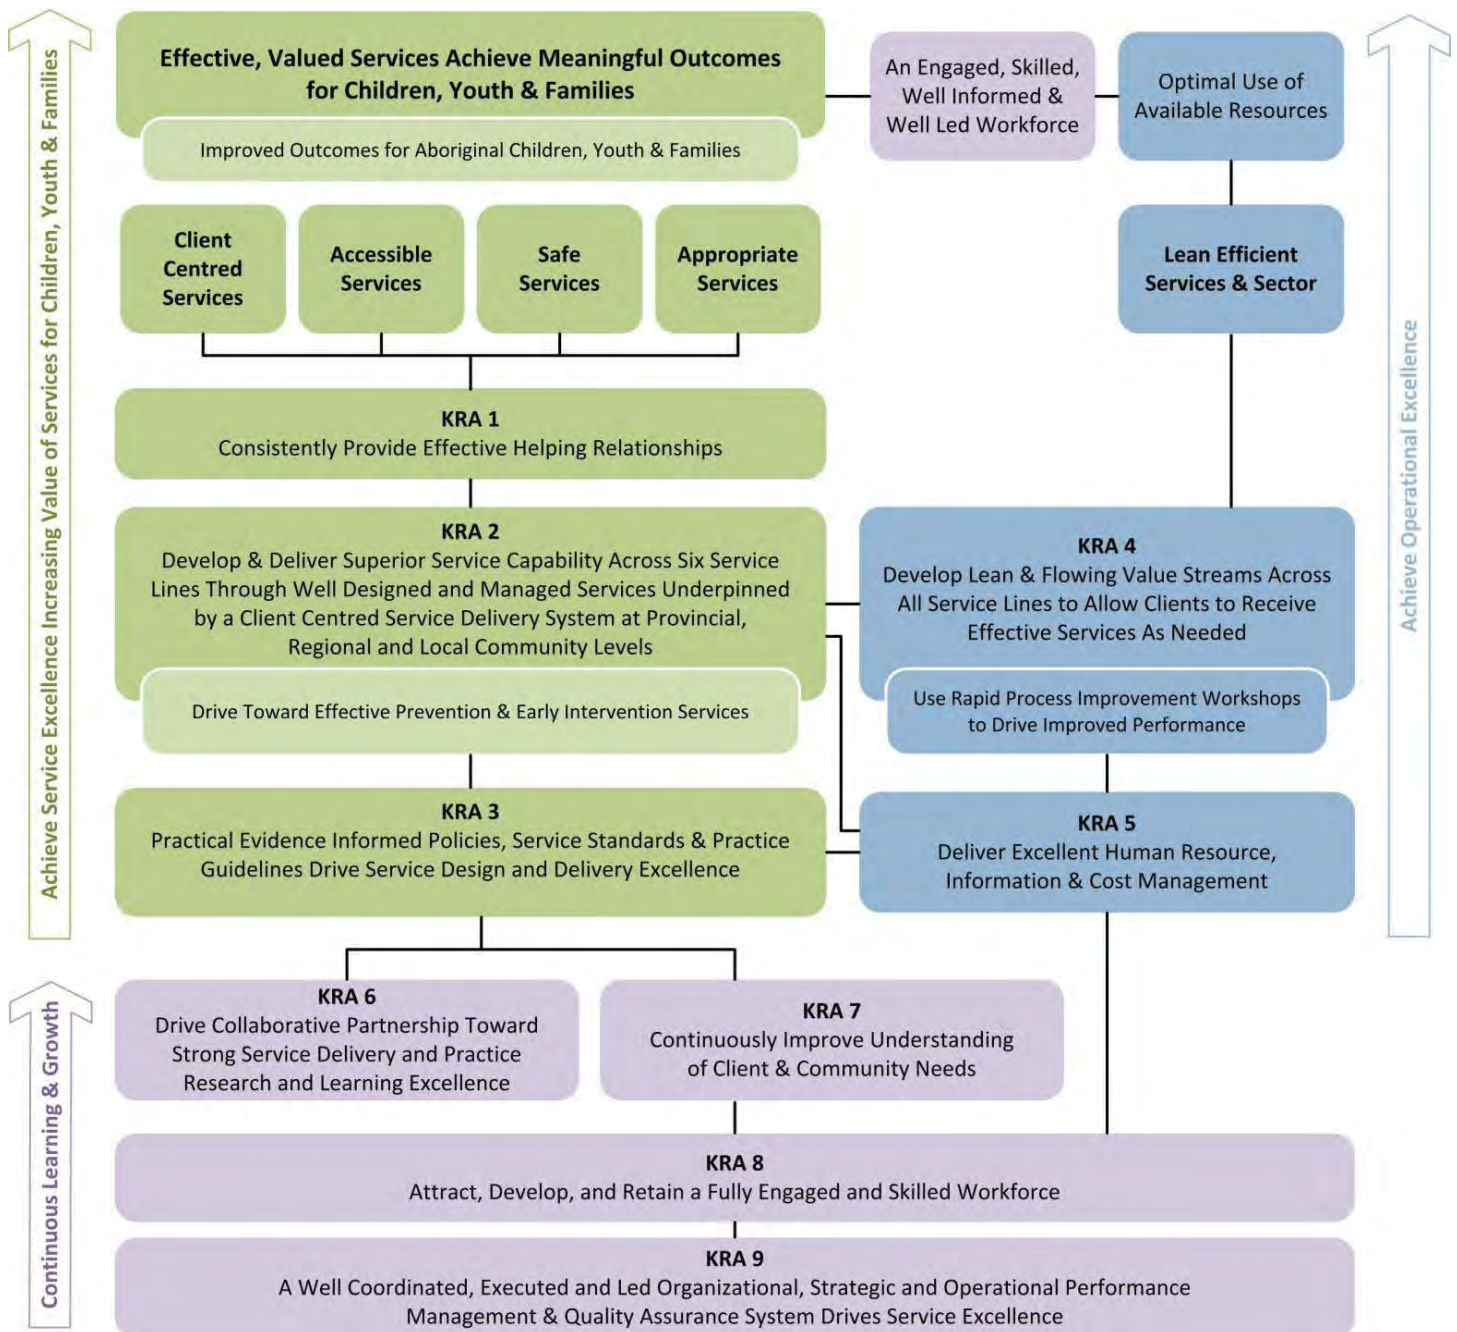 Achieve Service Excellence Increasing Value of Services for Children, Youth & Families
Effective, Valued Services Achieve Meaningful Outcomes
for Children, Youth & Families
Improved Outcomes for Aboriginal Children, Youth & Families
An Engaged, Skilled,
Well Informed &
Well Led Workforce
Optimal Use of
Available Resources
Client
Centred
Services
Accessible
Services
Safe
Services
Appropriate
Services
Lean Efficient
Services & Sector
Achieve Operational Excellence
KRA 1
Consistently Provide Effective Helping Relationships
KRA 2
Develop & Deliver Superior Service Capability Across Six Service
Lines Through Well Designed and Managed Services Underpinned
by a Client Centred Service Delivery System at Provincial,
Regional and Local Community Levels
Drive Toward Effective Prevention & Early Intervention Services
KRA 4
Develop Lean & Flowing Value Streams Across
All Service Lines to Allow Clients to Receive
Effective Services As Needed
Use Rapid Process Improvement Workshops
to Drive Improved Performance
KRA 3
Practical Evidence Informed Policies, Service Standards & Practice
Guidelines Drive Service Design and Delivery Excellence
KRA 5
Deliver Excellent Human Resource,
Information & Cost Management
Continuous Learning & Growth
KRA 6
Drive Collaborative Partnership Toward
Strong Service Delivery and Practice
Research and Learning Excellence
KRA 7
Continuously Improve Understanding
of Client & Community Needs
KRA 8
Attract, Develop, and Retain a Fully Engaged and Skilled Workforce
KRA 9
A Well Coordinated, Executed and Led Organizational, Strategic and Operational Performance
Management & Quality Assurance System Drives Service Excellence